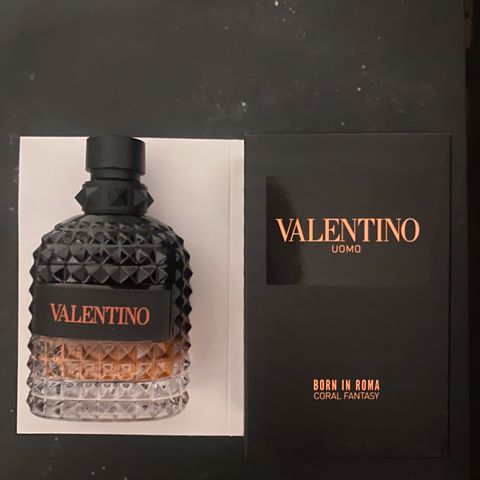 VALENTINO
VALENTINO
UOMO
BORN IN ROMA
CORAL FANTASY